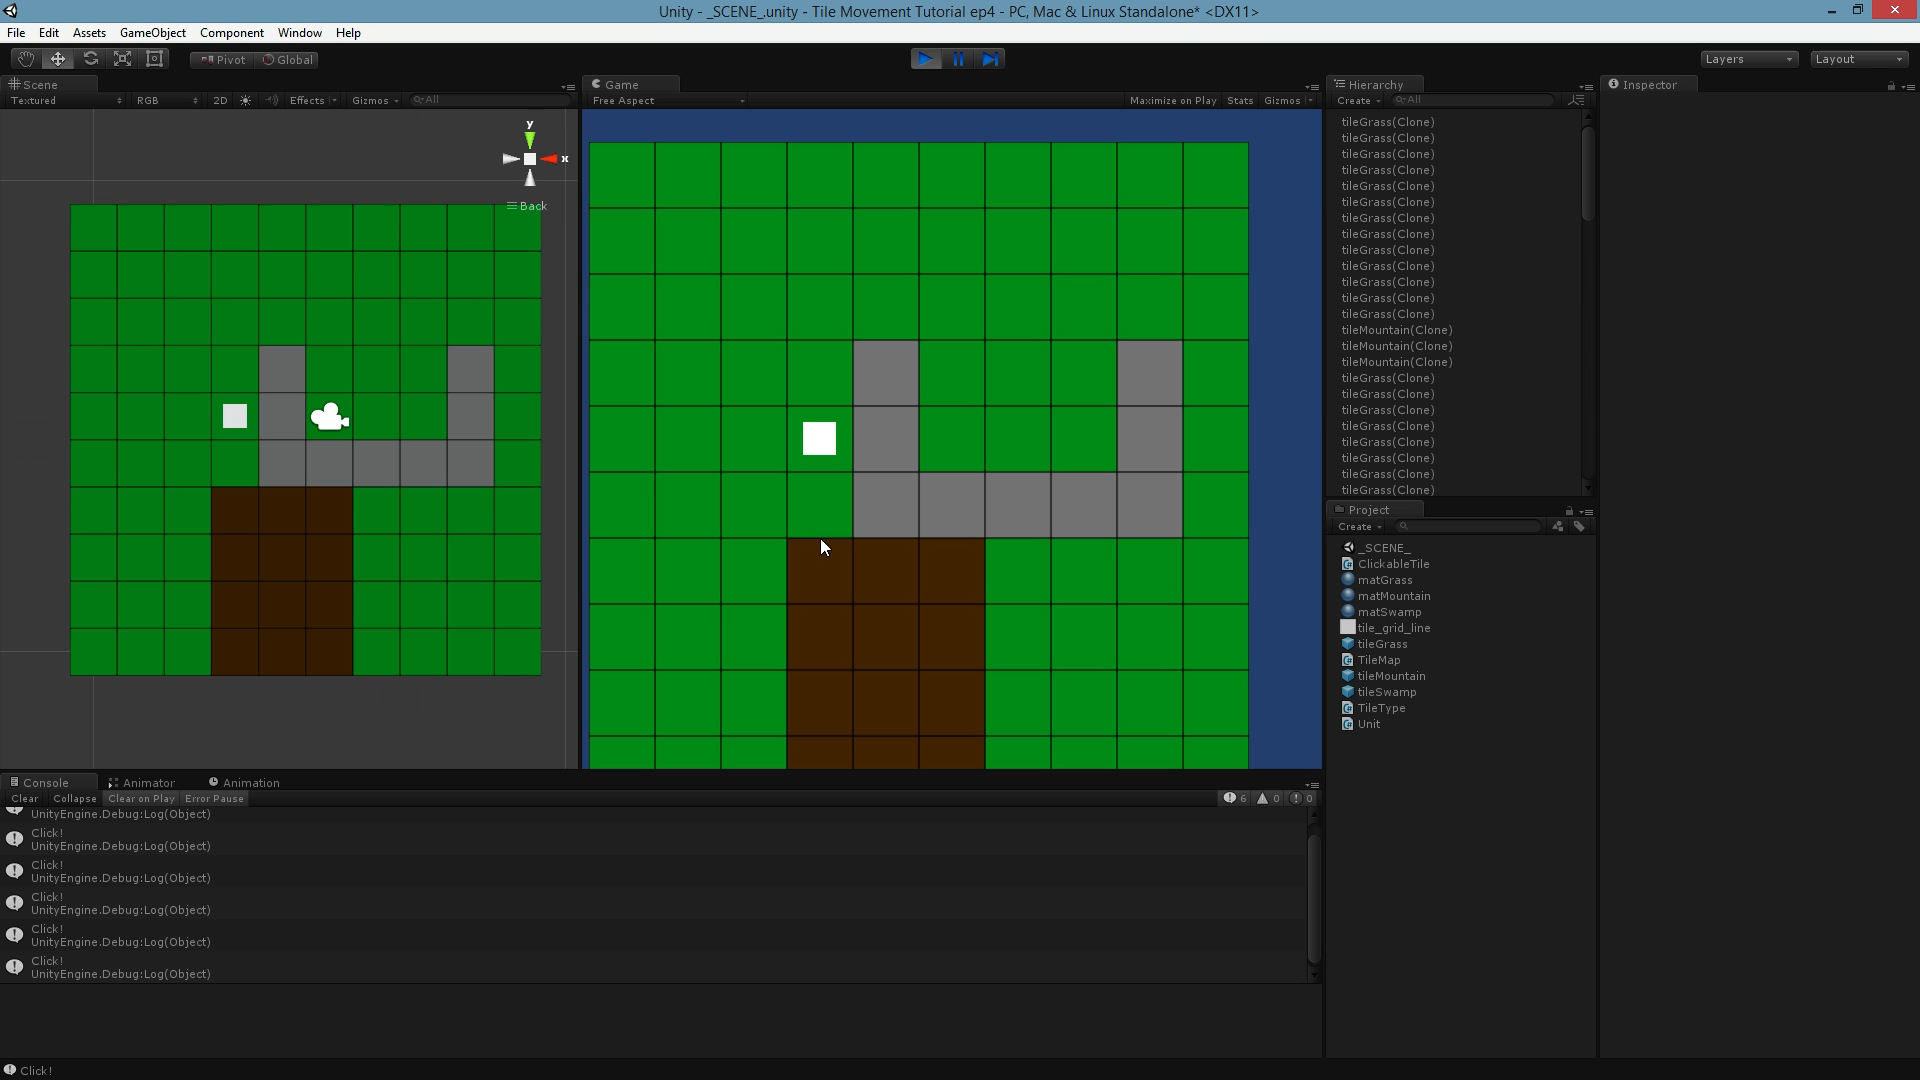 Unity - _SCENE_.unity - Tile Movement Tutorial ep4 - PC, Mac & Linux Standalone* <DX11>
File Edit Assets GameObject Component Window Help
Pivot Global Layers Layout
Scene
Textured RGB 2D Effects Gizmos All
y
x
Back
Game
Free Aspect Maximize on Play Stats Gizmos
Hierarchy
Create All
tileGrass(Clone)
tileGrass(Clone)
tileGrass(Clone)
tileGrass(Clone)
tileGrass(Clone)
tileGrass(Clone)
tileGrass(Clone)
tileGrass(Clone)
tileGrass(Clone)
tileGrass(Clone)
tileGrass(Clone)
tileGrass(Clone)
tileGrass(Clone)
tileMountain(Clone)
tileMountain(Clone)
tileMountain(Clone)
tileGrass(Clone)
tileGrass(Clone)
tileGrass(Clone)
tileGrass(Clone)
tileGrass(Clone)
tileGrass(Clone)
tileGrass(Clone)
tileGrass(Clone)
Inspector
Project
Create
_SCENE_
ClickableTile
matGrass
matMountain
matSwamp
tile_grid_line
tileGrass
TileMap
tileMountain
tileSwamp
TileType
Unit
Console Animator Animation
Clear Collapse Clear on Play Error Pause 6 0 0
UnityEngine.Debug:Log(Object)
Click!
UnityEngine.Debug:Log(Object)
Click!
UnityEngine.Debug:Log(Object)
Click!
UnityEngine.Debug:Log(Object)
Click!
UnityEngine.Debug:Log(Object)
Click!
UnityEngine.Debug:Log(Object)
Click!